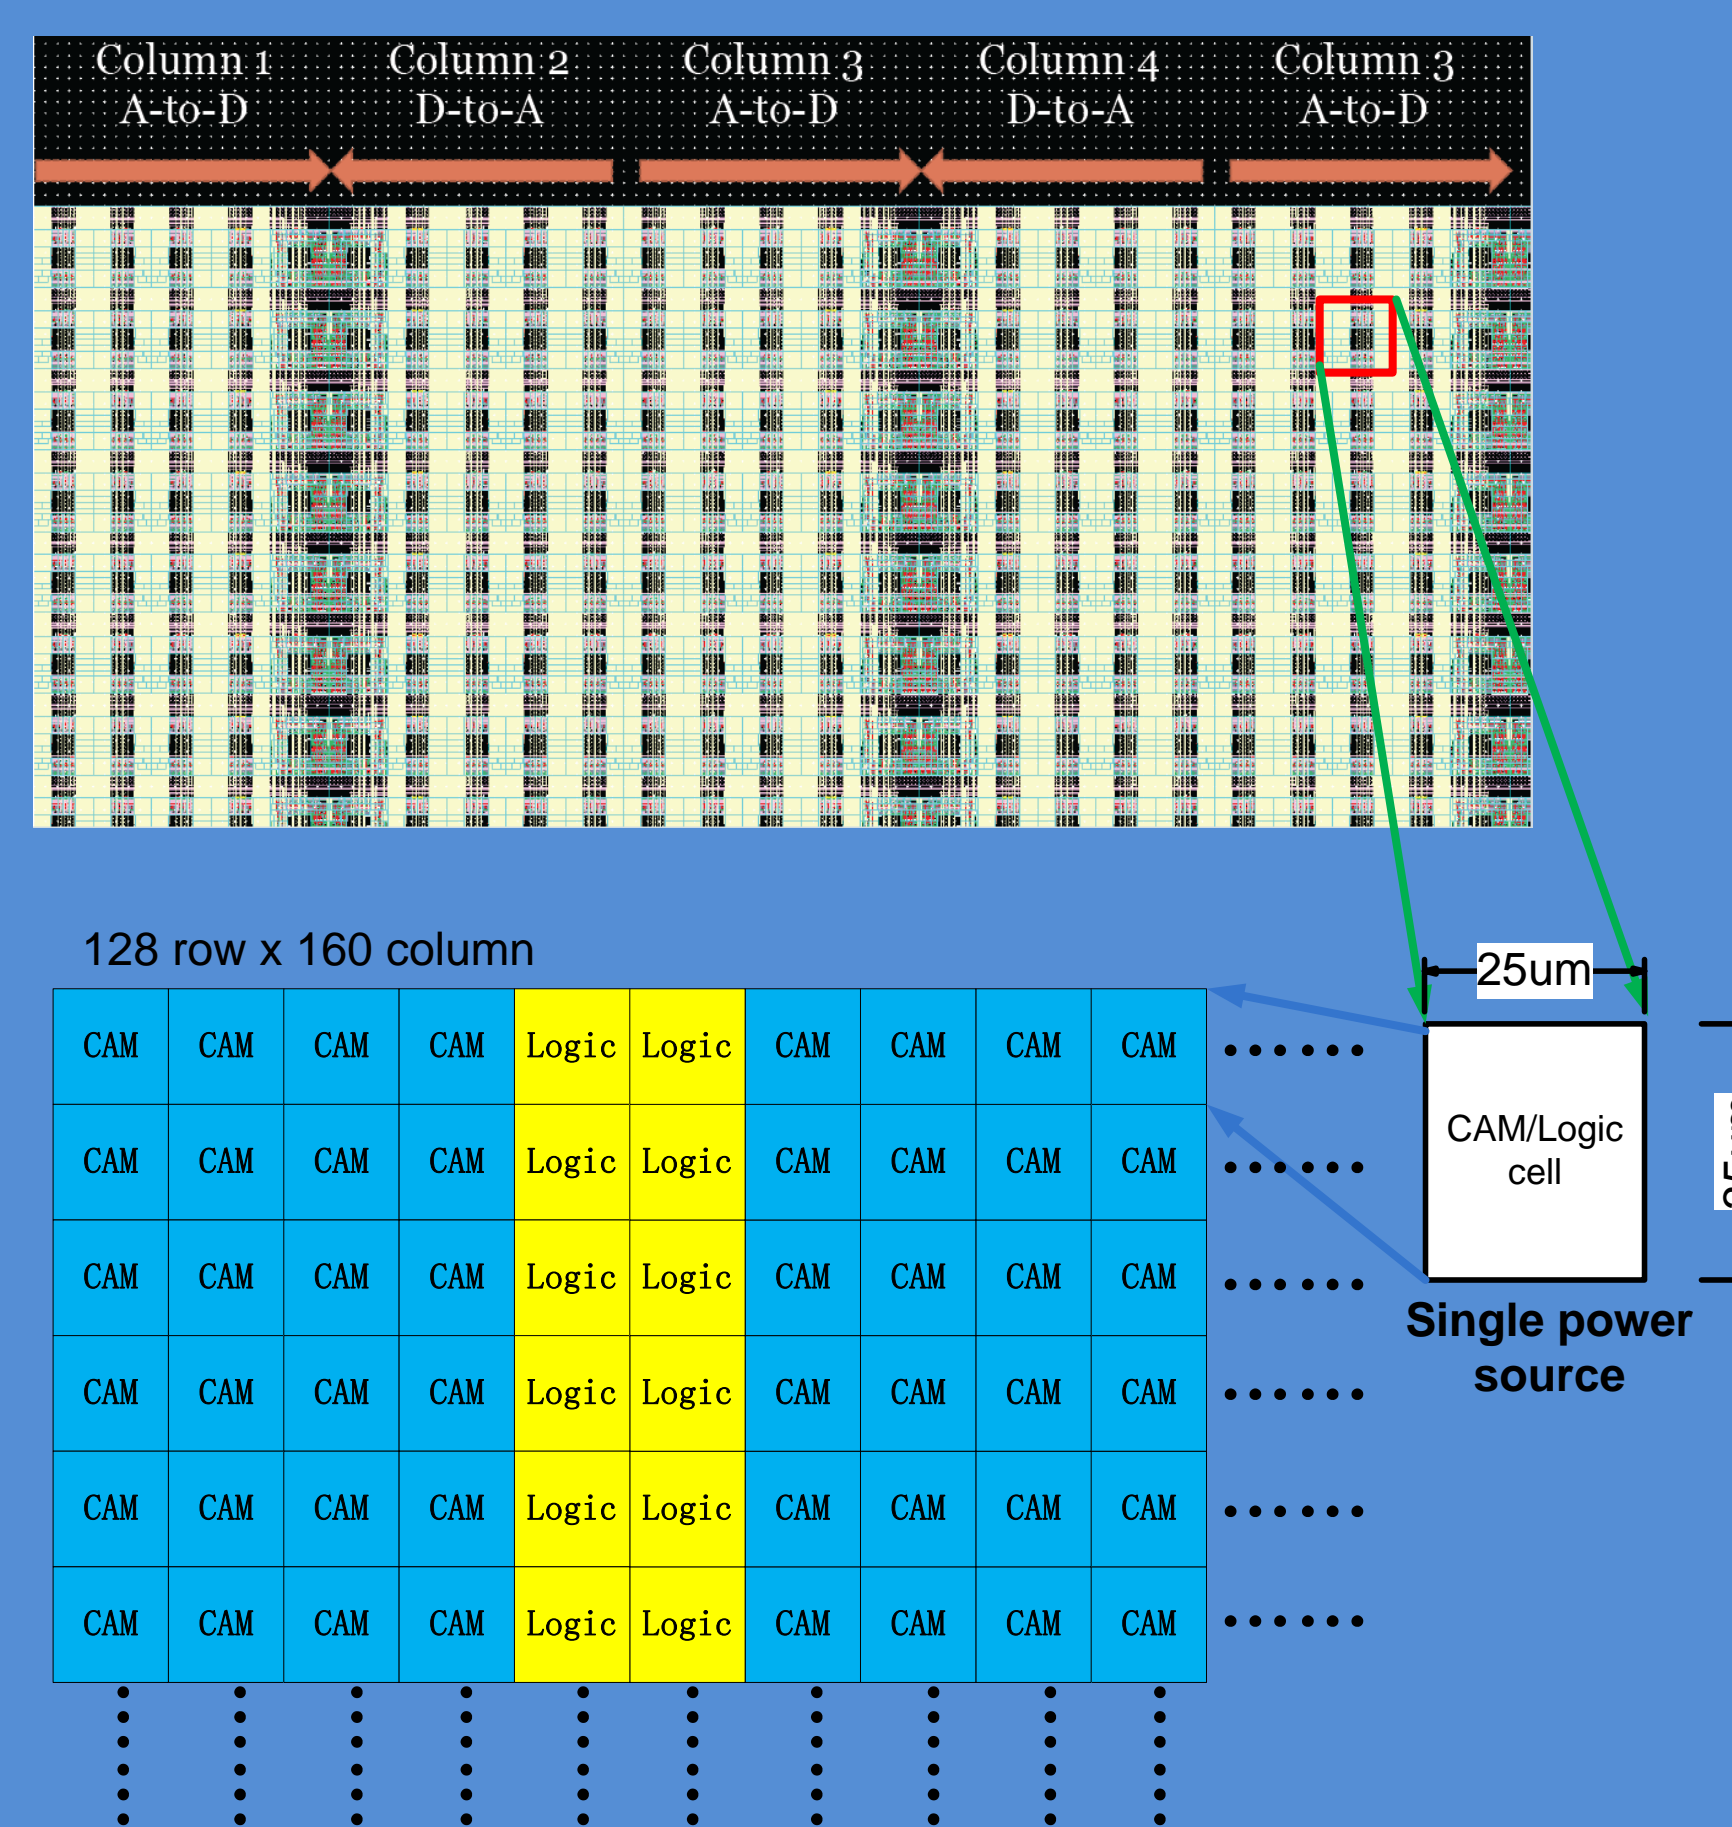 Column 1 Column 2 Column 3 Column 4 Column 3
A-to-D D-to-A A-to-D D-to-A A-to-D
128 row x 160 column
25um
CAM CAM CAM CAM Logic Logic CAM CAM CAM CAM ......
CAM CAM CAM CAM Logic Logic CAM CAM CAM CAM ......
CAM CAM CAM CAM Logic Logic CAM CAM CAM CAM ......
CAM CAM CAM CAM Logic Logic CAM CAM CAM CAM ......
CAM CAM CAM CAM Logic Logic CAM CAM CAM CAM ......
CAM CAM CAM CAM Logic Logic CAM CAM CAM CAM ......
CAM/Logic
cell
Single power
source